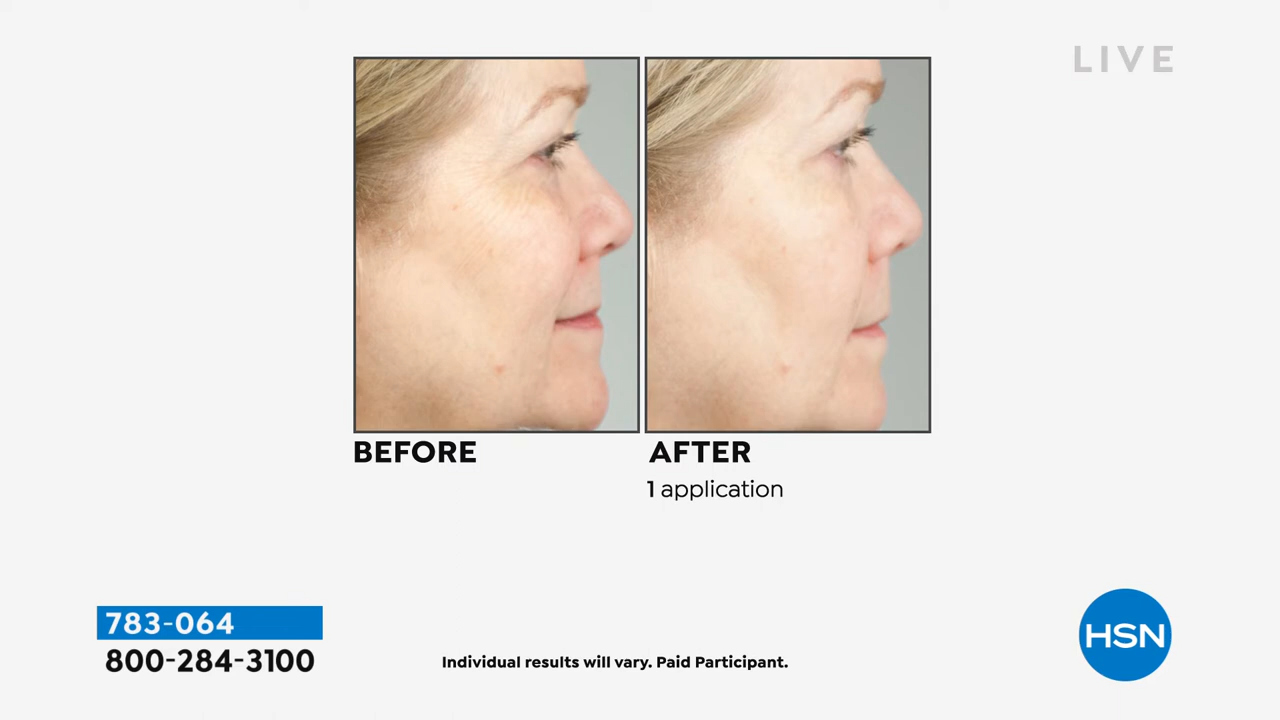 LIVE
BEFORE
AFTER
1 application
783-064
800-284-3100
Individual results will vary. Paid Participant.
HSN